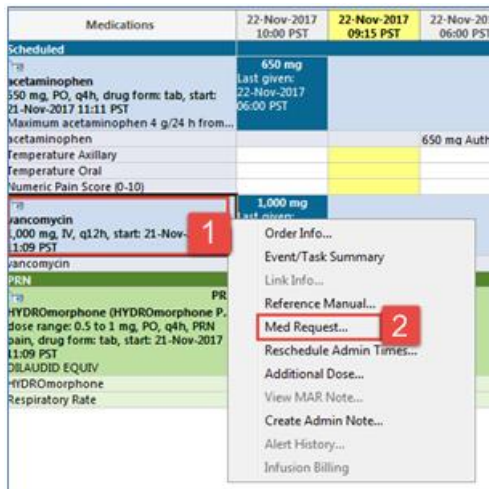 Medications
22-Nov-2017
10:00 PST
22-Nov-2017
09:15 PST
22-Nov-20
06:00 PS
Scheduled
acetaminophen
650 mg, PO, q4h, drug form: tab, start:
21-Nov-2017 11:11 PST
Maximum acetaminophen 4 g/24 h from...
650 mg
Last given:
22-Nov-2017
06:00 PST
acetaminophen
650 mg Auth
Temperature Axillary
Temperature Oral
Numeric Pain Score (0-10)
vancomycin
1,000 mg, IV, q12h, start: 21-Nov-
11:09 PST
1
1,000 mg
Last given:
vancomycin
PRN
PR
HYDROmorphone (HYDROmorphone P.
dose range: 0.5 to 1 mg, PO, q4h, PRN
pain, drug form: tab, start: 21-Nov-2017
11:09 PST
DILAUDID EQUIV
HYDROmorphone
Respiratory Rate
Order Info...
Event/Task Summary
Link Info...
Reference Manual...
Med Request...
2
Reschedule Admin Times...
Additional Dose...
View MAR Note...
Create Admin Note...
Alert History...
Infusion Billing